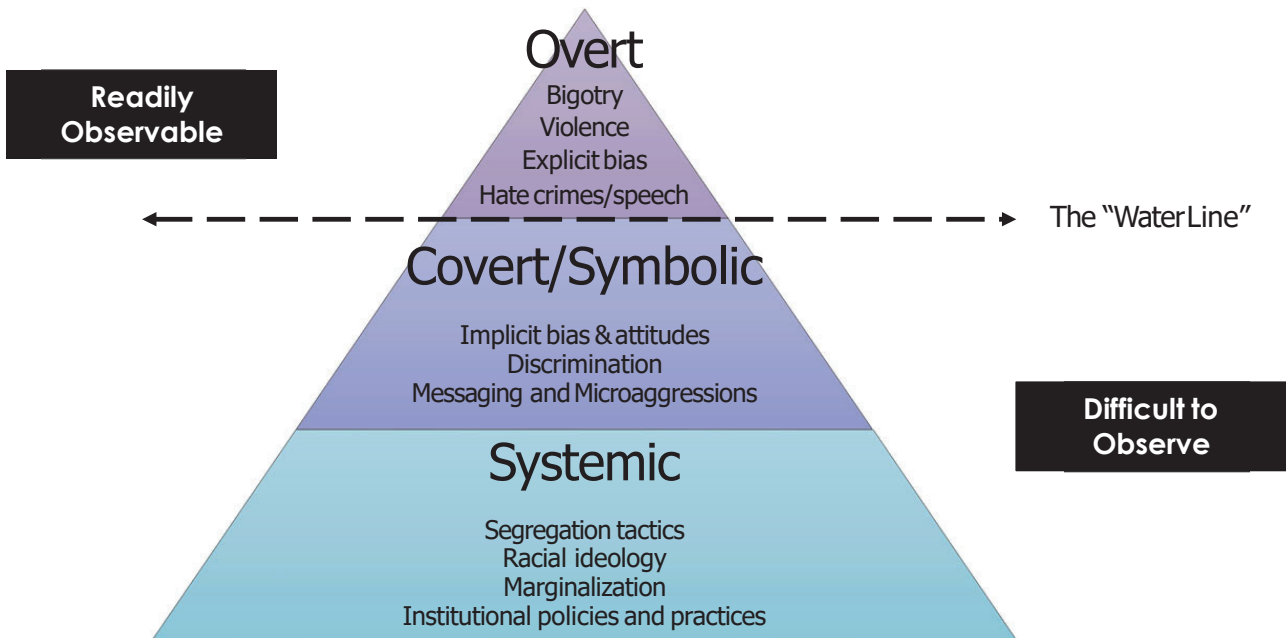 Overt
Readily
Observable
Bigotry
Violence
Explicit bias
Hate crimes/speech
The “Water Line”
Covert/Symbolic
Implicit bias & attitudes
Discrimination
Messaging and Microaggressions
Difficult to
Observe
Systemic
Segregation tactics
Racial ideology
Marginalization
Institutional policies and practices